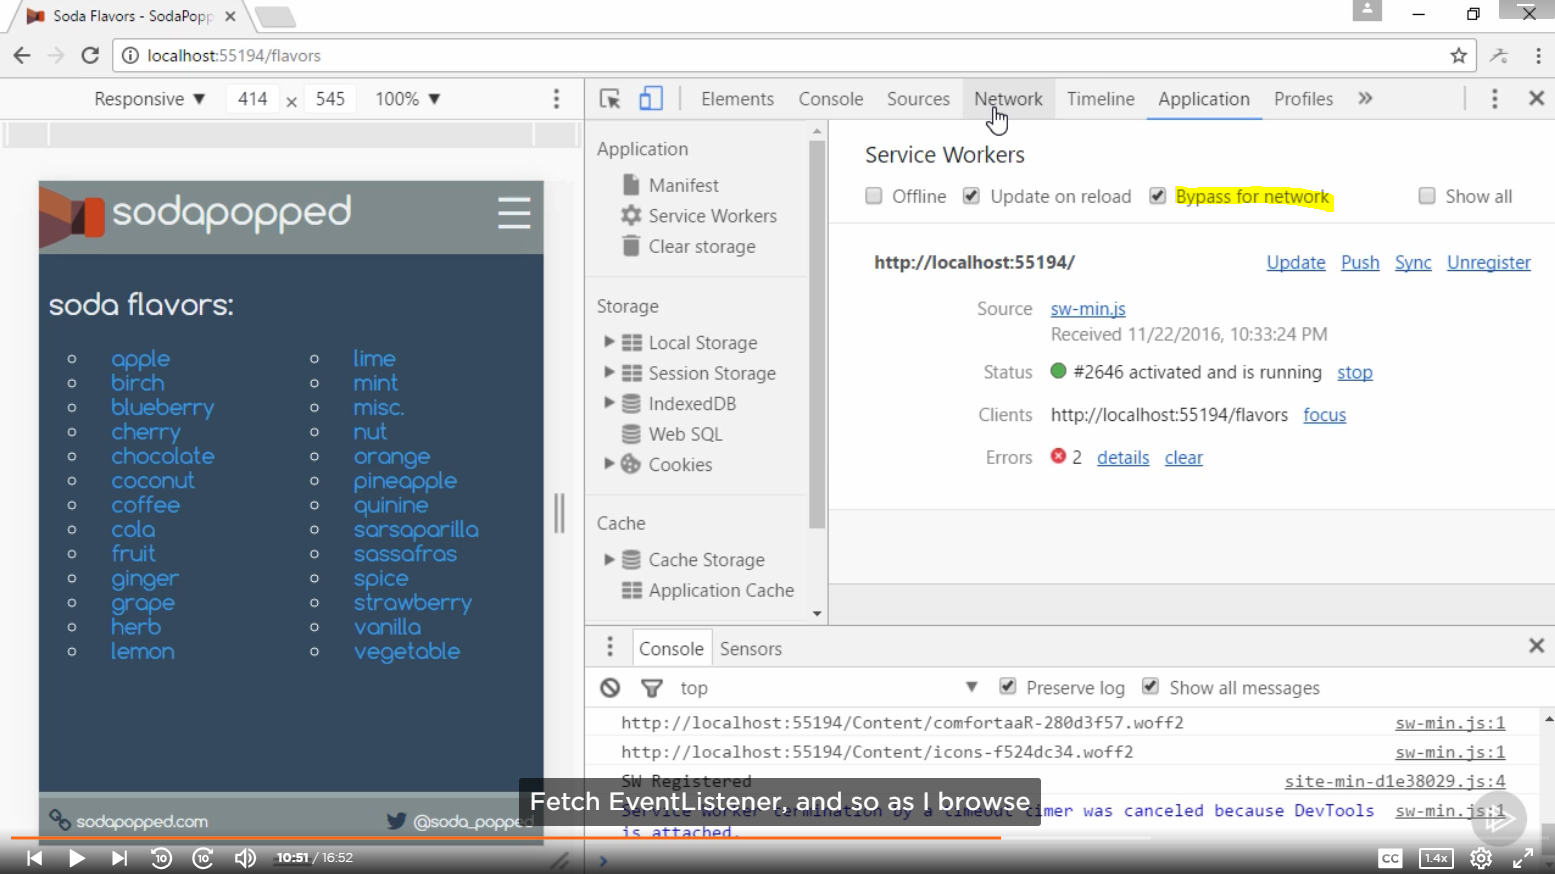 Soda Flavors - SodaPopp
localhost:55194/flavors
Responsive ▼ 414 × 545 100% ▼
Elements Console Sources Network Timeline Application Profiles »
sodapopped
soda flavors:
apple
birch
blueberry
cherry
chocolate
coconut
coffee
cola
fruit
ginger
grape
herb
lemon
lime
mint
misc.
nut
orange
pineapple
quinine
sarsaparilla
sassafras
spice
strawberry
vanilla
vegetable
sodapopped.com
@soda_popped
Application
Manifest
Service Workers
Clear storage
Storage
Local Storage
Session Storage
IndexedDB
Web SQL
Cookies
Cache
Cache Storage
Application Cache
Service Workers
Offline Update on reload Bypass for network Show all
http://localhost:55194/ Update Push Sync Unregister
Source sw-min.js
Received 11/22/2016, 10:33:24 PM
Status #2646 activated and is running stop
Clients http://localhost:55194/flavors focus
Errors 2 details clear
Console Sensors
top ▼ Preserve log Show all messages
http://localhost:55194/Content/comfortaaR-280d3f57.woff2 sw-min.js:1
http://localhost:55194/Content/icons-f524dc34.woff2 sw-min.js:1
SW Registered site-min-d1e38029.js:4
Service Worker termination by a timeout timer was canceled because DevTools sw-min.js:1
is attached.
Fetch EventListener, and so as I browse
10 10 10:51 / 16:52 CC 1.4x